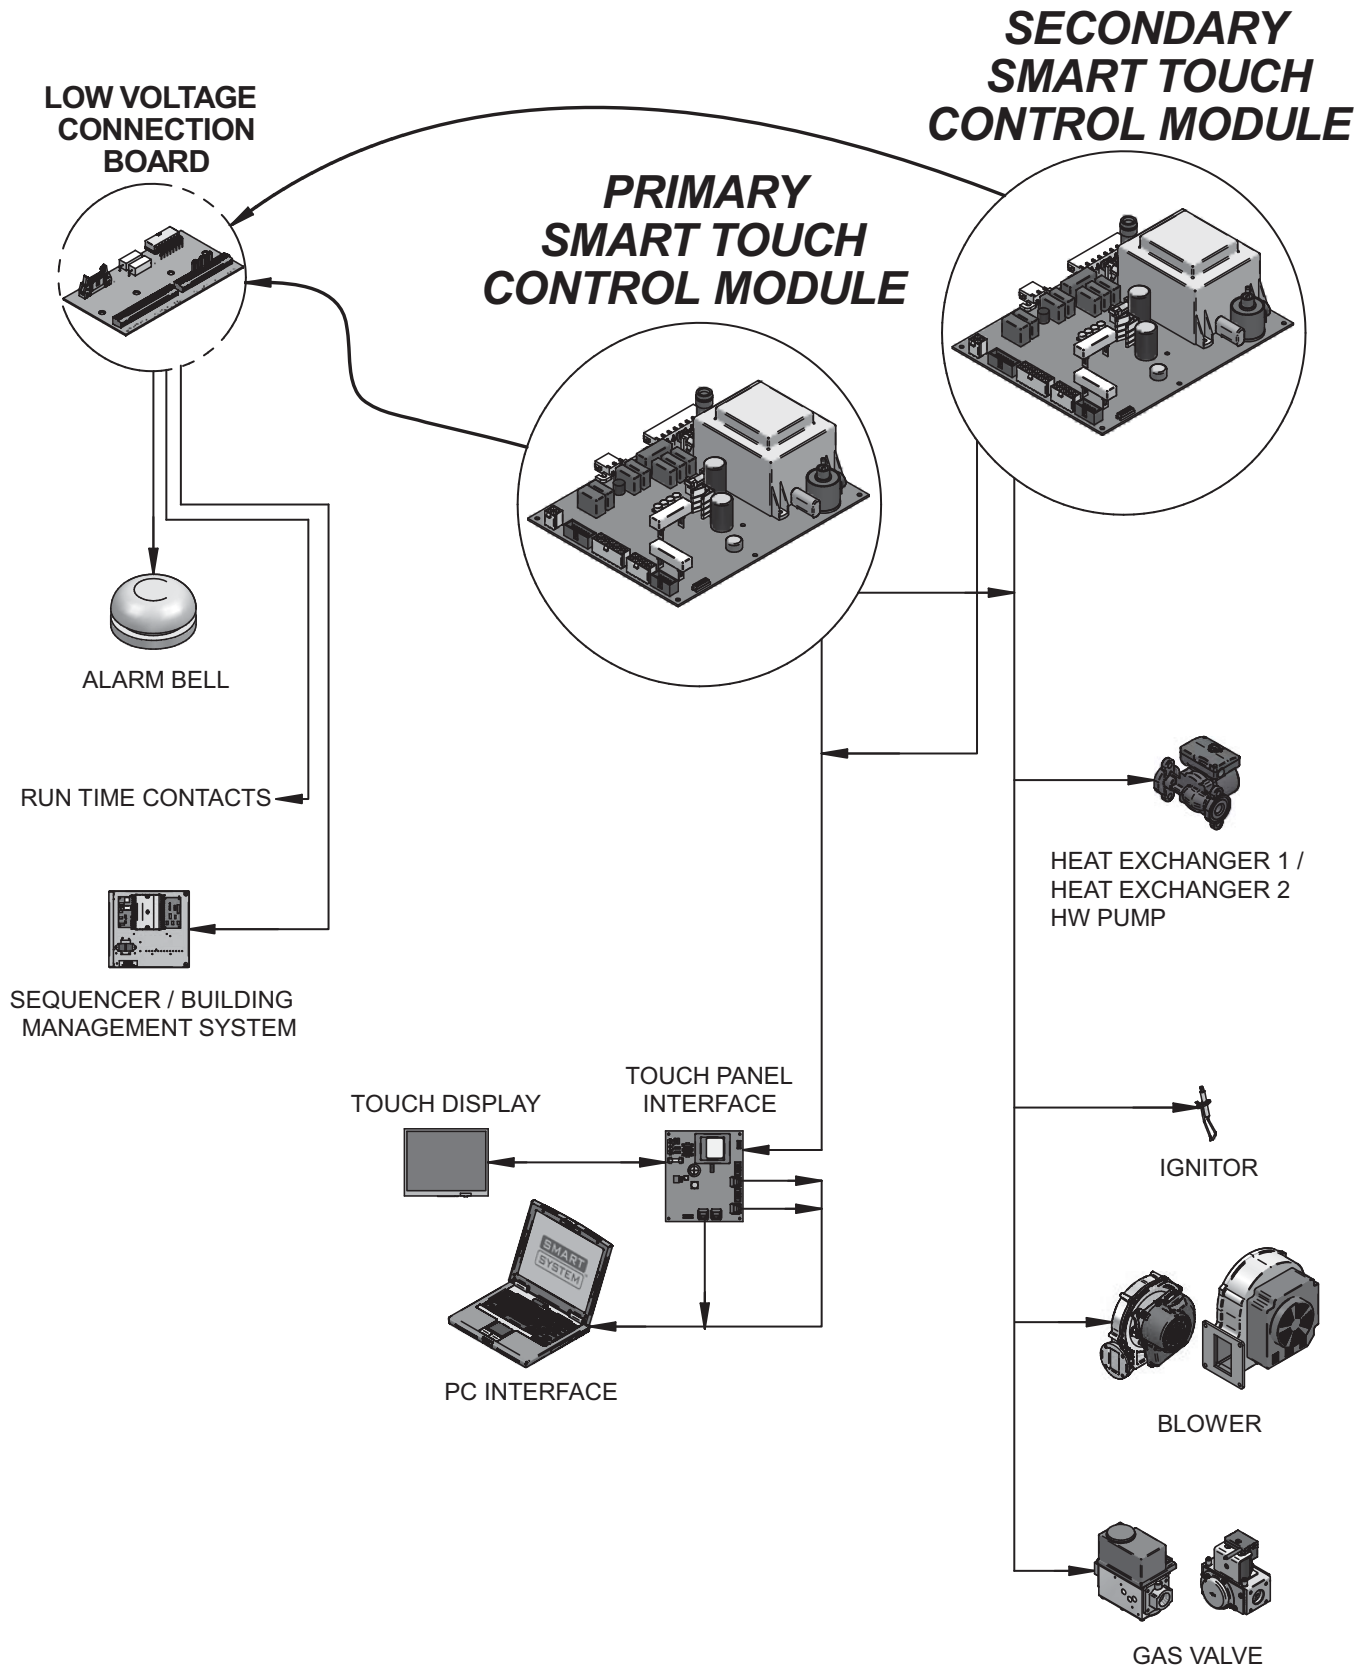 SECONDARY
SMART TOUCH
CONTROL MODULE
LOW VOLTAGE
CONNECTION
BOARD
PRIMARY
SMART TOUCH
CONTROL MODULE
ALARM BELL
RUN TIME CONTACTS
HEAT EXCHANGER 1 /
HEAT EXCHANGER 2
HW PUMP
SEQUENCER / BUILDING
MANAGEMENT SYSTEM
TOUCH DISPLAY
TOUCH PANEL
INTERFACE
IGNITOR
SMART
SYSTEM
PC INTERFACE
BLOWER
GAS VALVE